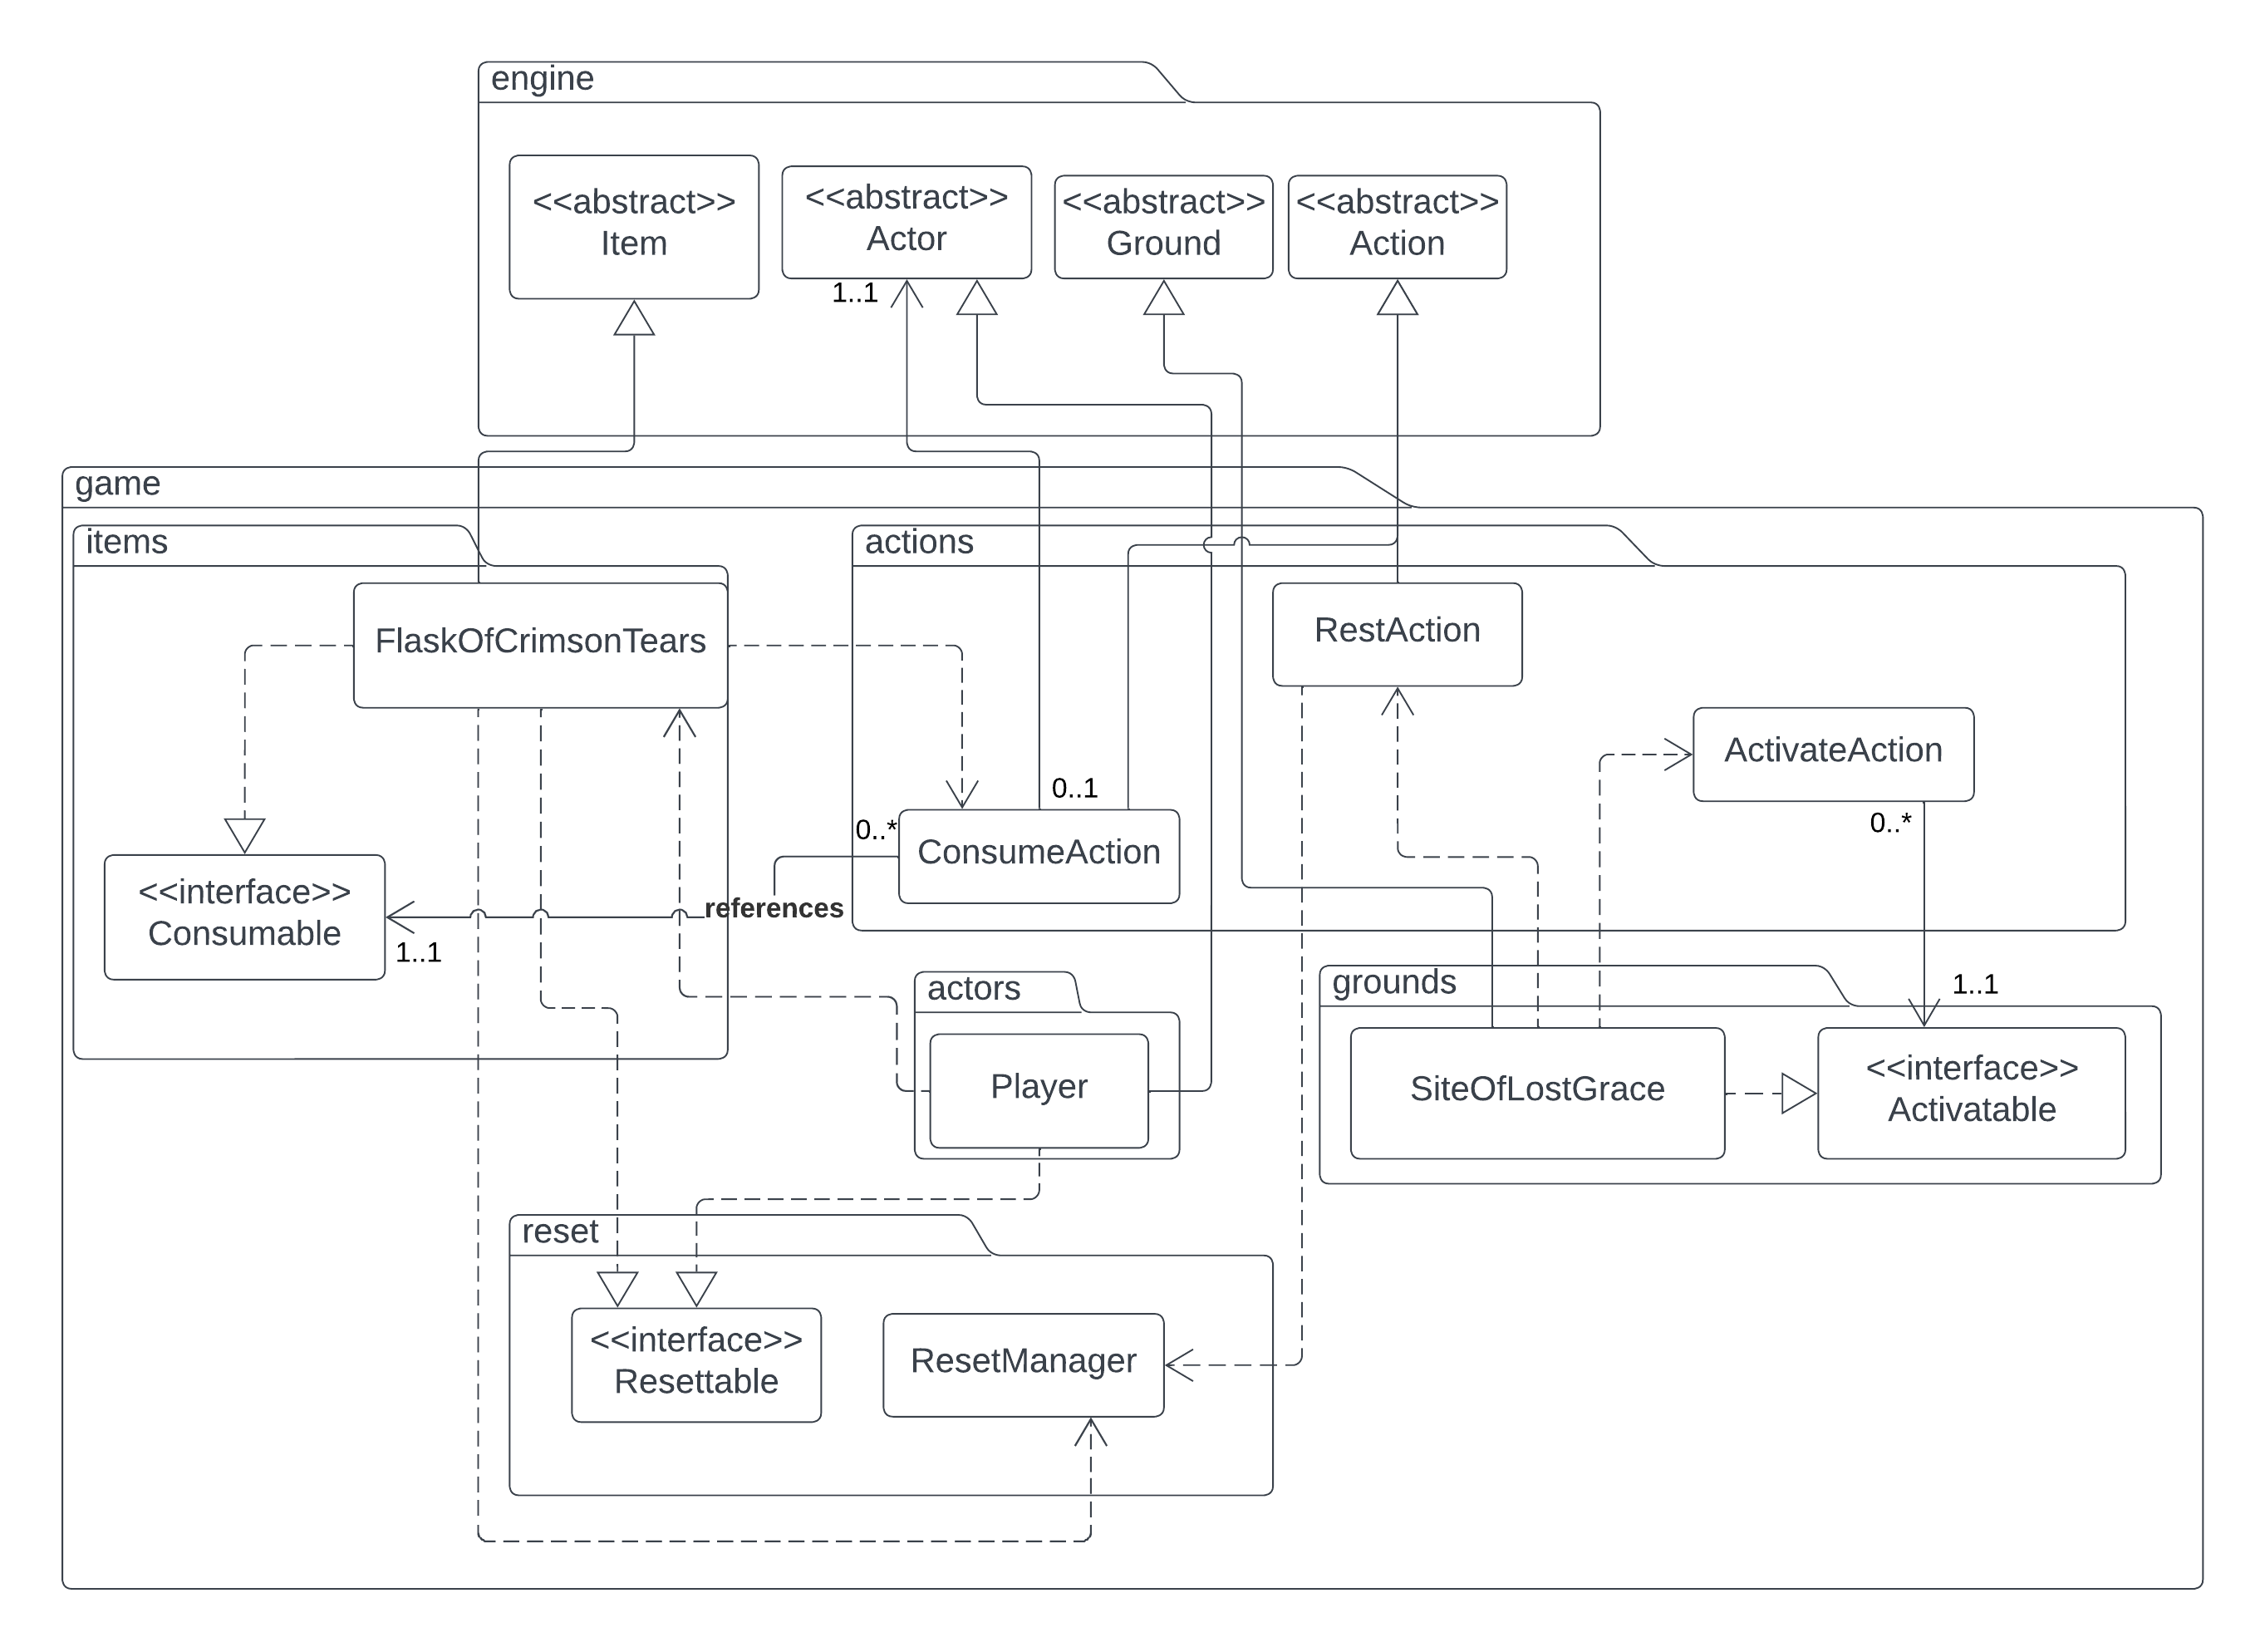 engine
<<abstract>>
Item
<<abstract>>
Actor
<<abstract>>
Ground
<<abstract>>
Action
1..1
game
items
actions
FlaskOfCrimsonTears
RestAction
ActivateAction
0..1
0..*
0..*
ConsumeAction
<<interface>>
Consumable
references
1..1
actors
grounds
1..1
Player
SiteOfLostGrace
<<interface>>
Activatable
reset
<<interface>>
Resettable
ResetManager